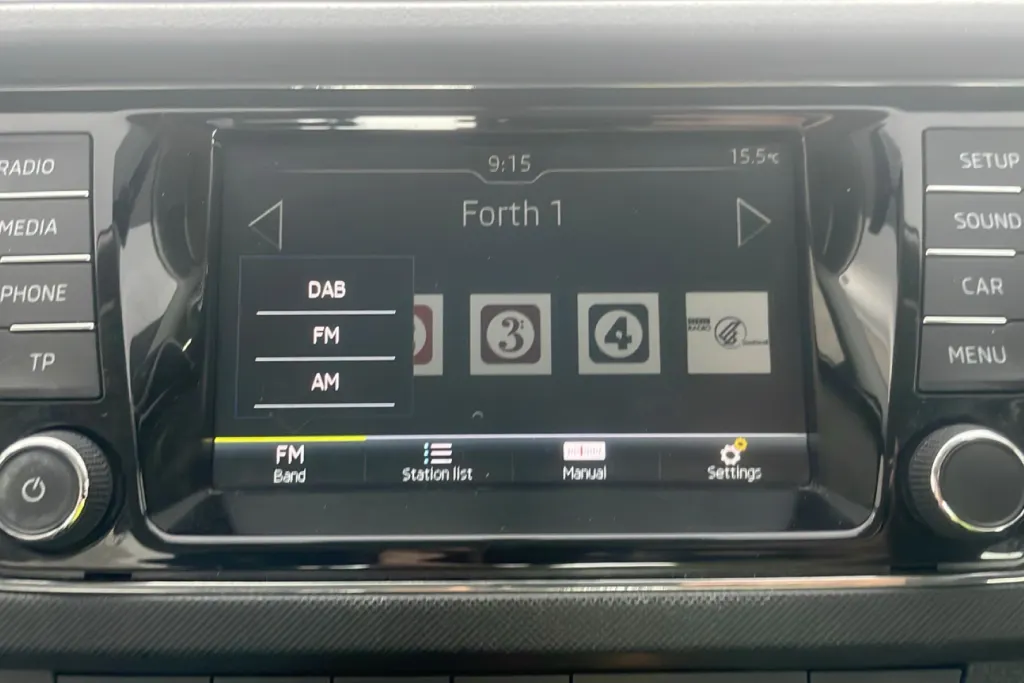 RADIO
MEDIA
PHONE
TP
9:15
15.5°C
Forth 1
DAB
FM
AM
3
4
RADIO
FM
Band
Station list
Manual
Settings
SETUP
SOUND
CAR
MENU